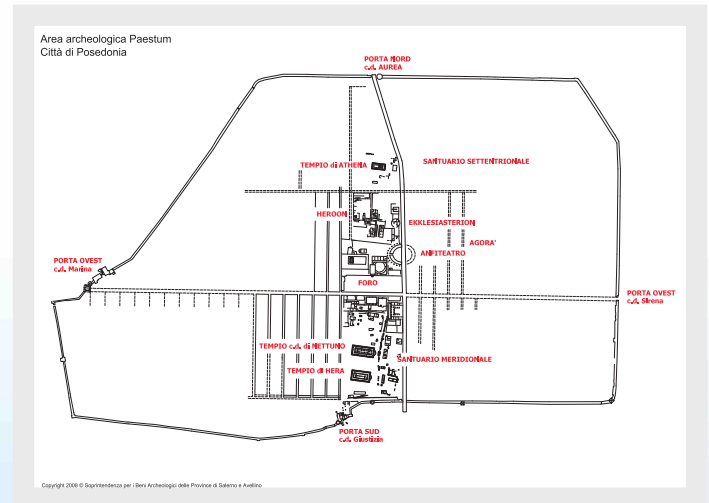 Area archeologica Paestum
Città di Posedonia
PORTA NORD
c.d. AUREA
TEMPIO di ATHENA
SANTUARIO SETTENTRIONALE
HEROON
EKKLESIASTERION
AGORA'
ANFITEATRO
PORTA OVEST
c.d. Marina
FORO
PORTA OVEST
c.d. Sirena
TEMPIO c.d. di NETTUNO
SANTUARIO MERIDIONALE
TEMPIO di HERA
PORTA SUD
c.d. Giustizia
Copyright 2008 © Soprintendenza per i Beni Archeologici delle Province di Salerno e Avellino